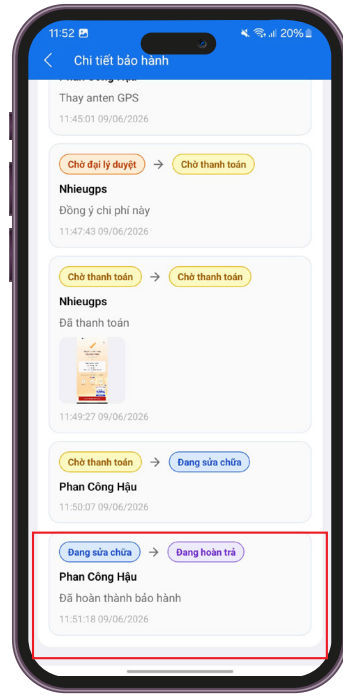 11:52
20%
Chi tiết bảo hành
Phan Công Hậu
Thay anten GPS
11:45:01 09/06/2026
Chờ đại lý duyệt → Chờ thanh toán
Nhieugps
Đồng ý chi phí này
11:47:43 09/06/2026
Chờ thanh toán → Chờ thanh toán
Nhieugps
Đã thanh toán
11:49:27 09/06/2026
Chờ thanh toán → Đang sửa chữa
Phan Công Hậu
11:50:07 09/06/2026
Đang sửa chữa → Đang hoàn trả
Phan Công Hậu
Đã hoàn thành bảo hành
11:51:18 09/06/2026